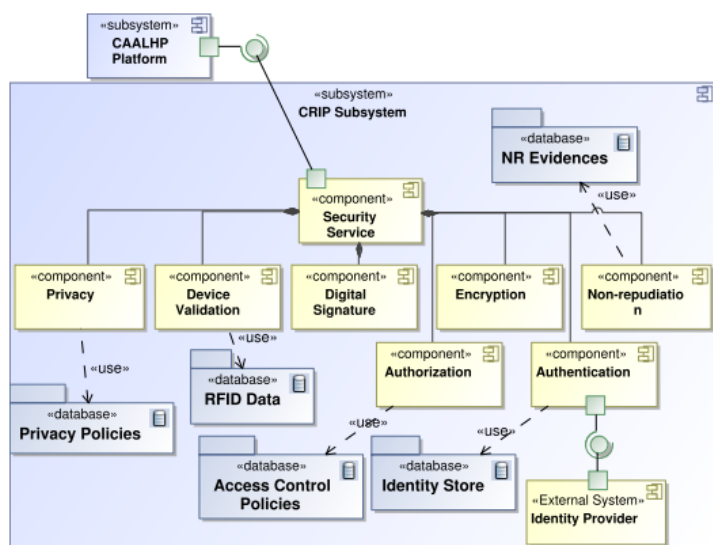 «subsystem»
CAALHP
Platform
«subsystem»
CRIP Subsystem
«database»
NR Evidences
«use»
«component»
Security
Service
«component»
Privacy
«component»
Device
Validation
«component»
Digital
Signature
«component»
Encryption
«component»
Non-repudiatio
n
«use»
«use»
«component»
Authorization
«component»
Authentication
«database»
RFID Data
«database»
Privacy Policies
«use»
«use»
«database»
Access Control
Policies
«database»
Identity Store
«External System»
Identity Provider